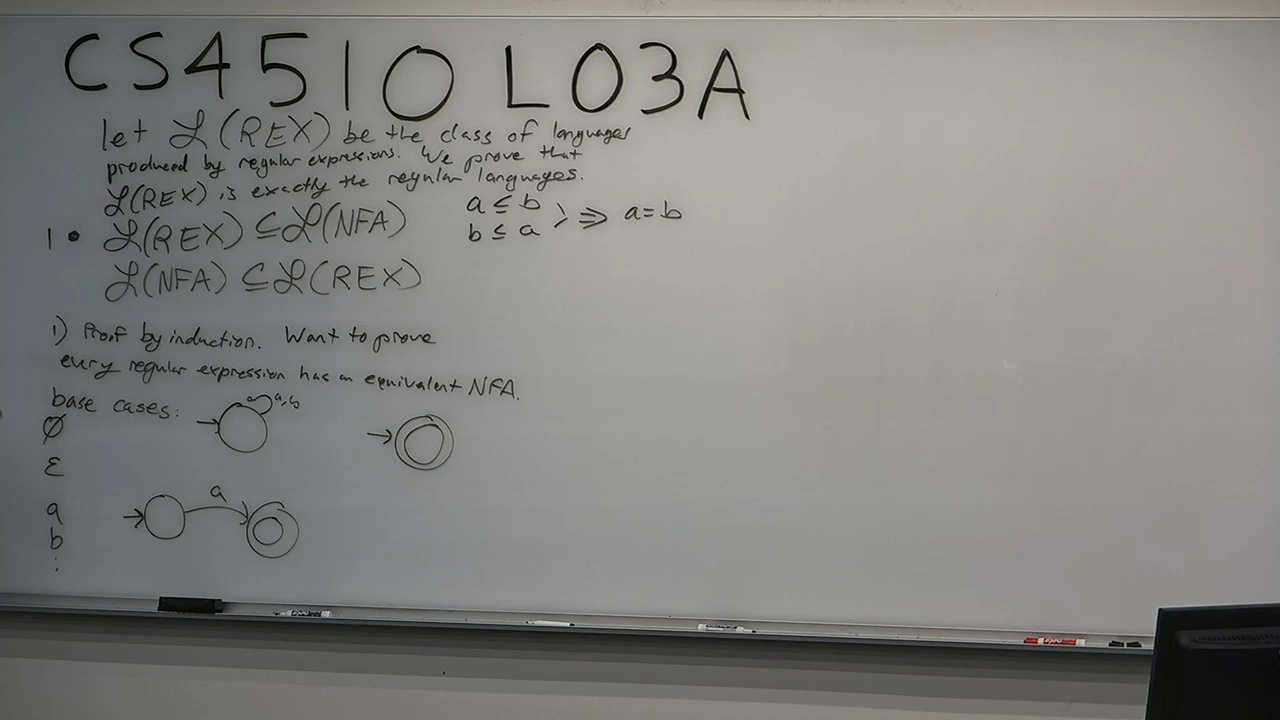 CS4510 L03A
let ℒ(REX) be the class of languages
produced by regular expressions. We prove that
ℒ(REX) is exactly the regular languages.
1 • ℒ(REX) ⊆ ℒ(NFA)
ℒ(NFA) ⊆ ℒ(REX)
a ≤ b
b ≤ a
⟩ ⇒ a=b
1) Proof by induction. Want to prove
every regular expression has an equivalent NFA.
base cases:
a,b
∅
ε
a
a
b
: